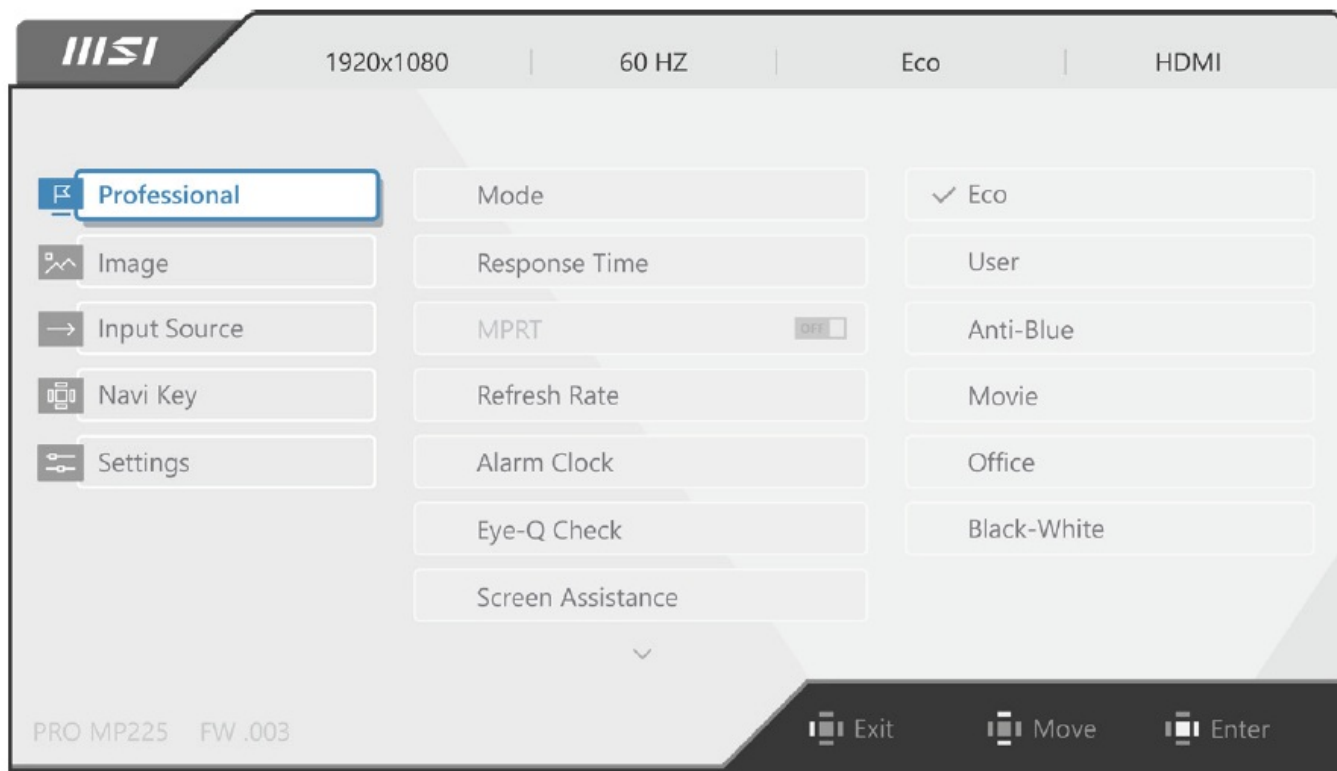 msi 1920x1080 60 HZ Eco HDMI
Professional Mode Eco
Image Response Time User
Input Source MPRT OFF Anti-Blue
Navi Key Refresh Rate Movie
Settings Alarm Clock Office
Eye-Q Check Black-White
Screen Assistance
PRO MP225 FW .003 Exit Move Enter